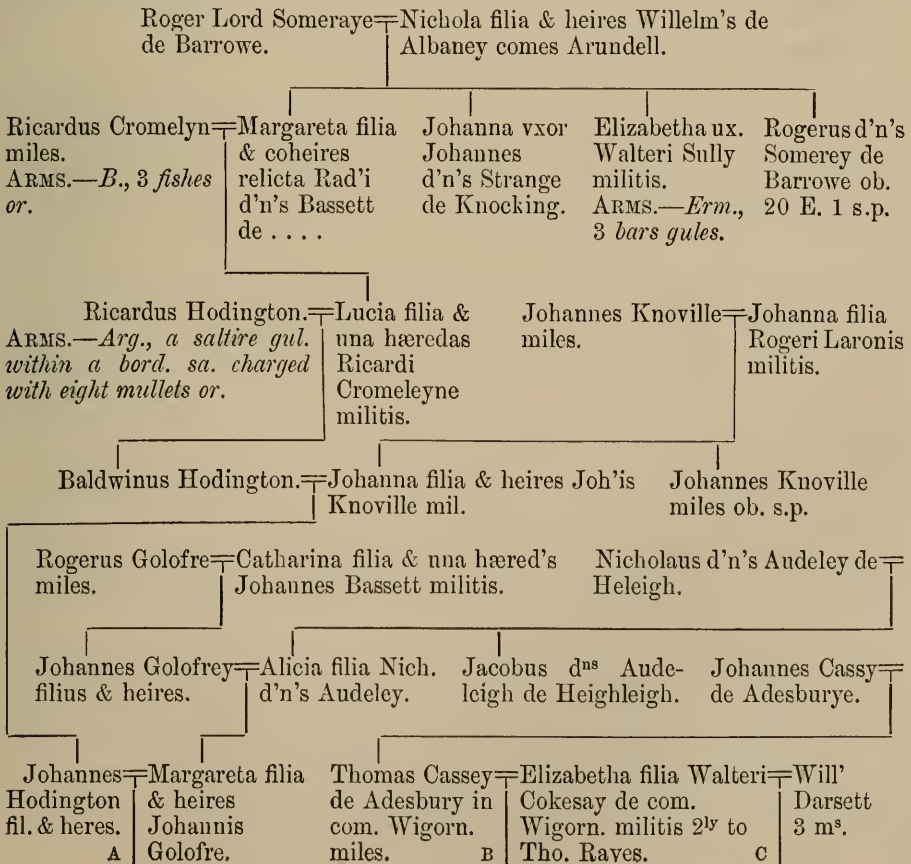 Roger Lord Someraye=Nichola filia & heires Willelm's de
de Barrowe. Albaney comes Arundell.
Ricardus Cromelyn=Margareta filia
miles. & coheires
ARMS.—B., 3 fishes relicta Rad'i
or. d'n's Bassett
de . . . .
Johanna vxor
Johannes
d'n's Strange
de Knocking.
Elizabetha ux.
Walteri Sully
militis.
ARMS.—Erm.,
3 bars gules.
Rogerus d'n's
Somerey de
Barrowe ob.
20 E. 1 s.p.
Ricardus Hodington.=Lucia filia &
ARMS.—Arg., a saltire gul. una hæredas
within a bord. sa. charged Ricardi
with eight mullets or. Cromeleyne
militis.
Johannes Knoville=Johanna filia
miles. Rogeri Laronis
militis.
Baldwinus Hodington.=Johanna filia & heires Joh'is
Knoville mil.
Johannes Knoville
miles ob. s.p.
Rogerus Golofre=Catharina filia & una hæred's
miles. Johannes Bassett militis.
Nicholaus d'n's Audeley de=
Heleigh.
Johannes Golofrey=Alicia filia Nich.
filius & heires. d'n's Audeley.
Jacobus dns Aude-
leigh de Heighleigh.
Johannes Cassy=
de Adesburye.
Johannes=Margareta filia
Hodington & heires
fil. & heres. Johannis
A Golofre.
Thomas Cassey=Elizabetha filia Walteri=Will'
de Adesbury in Cokesay de com. Darsett
com. Wigorn. Wigorn. militis 2ly to 3 ms.
miles. B Tho. Raves. C